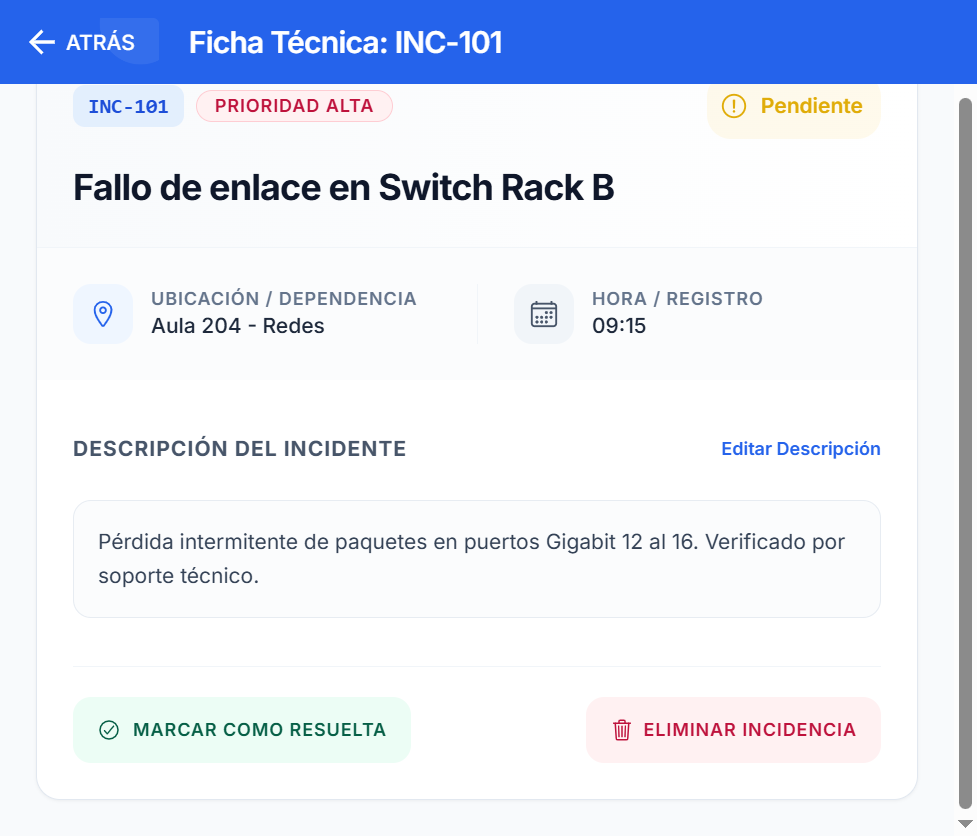 ATRÁS
Ficha Técnica: INC-101
INC-101
PRIORIDAD ALTA
Pendiente
Fallo de enlace en Switch Rack B
UBICACIÓN / DEPENDENCIA
Aula 204 - Redes
HORA / REGISTRO
09:15
DESCRIPCIÓN DEL INCIDENTE
Editar Descripción
Pérdida intermitente de paquetes en puertos Gigabit 12 al 16. Verificado por
soporte técnico.
MARCAR COMO RESUELTA
ELIMINAR INCIDENCIA